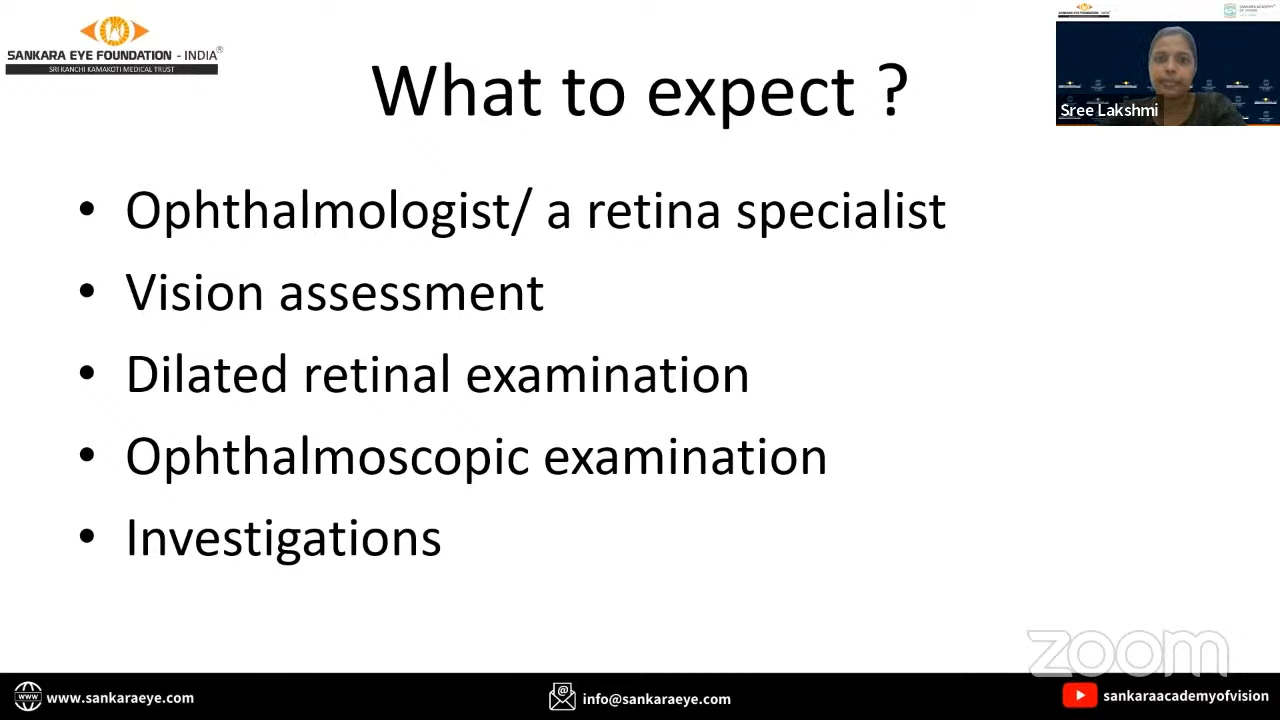 SANKARA EYE FOUNDATION - INDIA®
SRI KANCHI KAMAKOTI MEDICAL TRUST
What to expect ?
Sree Lakshmi
• Ophthalmologist/ a retina specialist
• Vision assessment
• Dilated retinal examination
• Ophthalmoscopic examination
• Investigations
zoom
www.sankaraeye.com
info@sankaraeye.com
sankaraacademyofvision